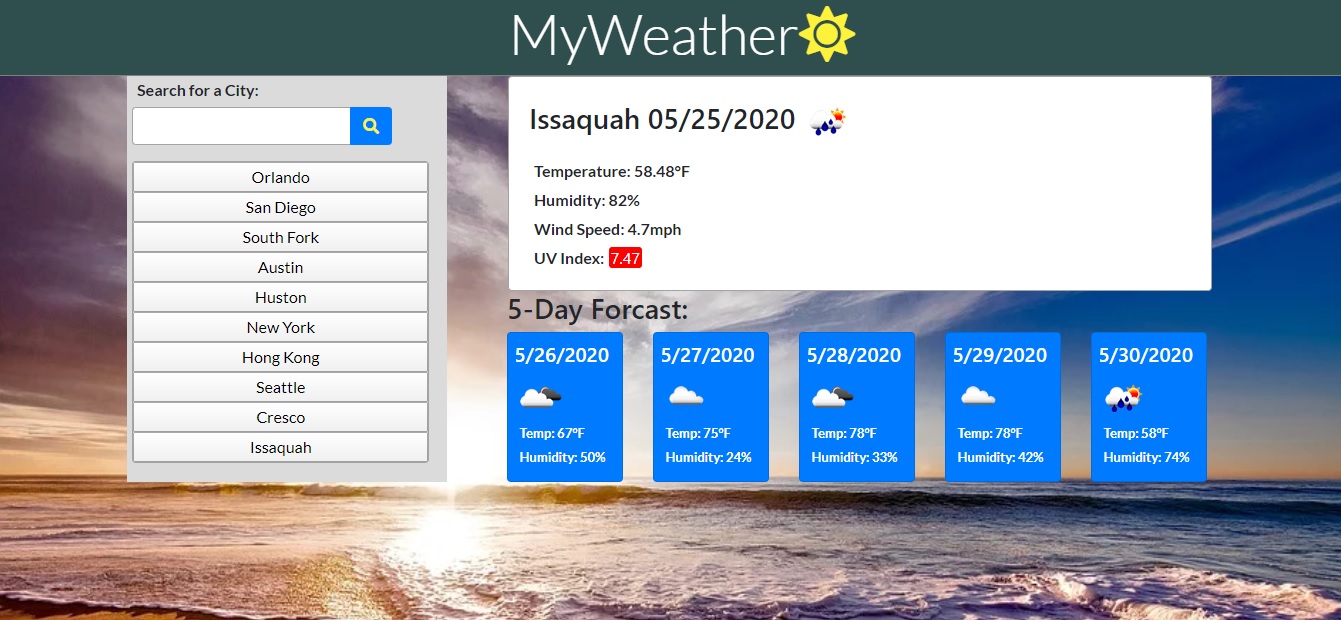 MyWeather
Search for a City:
Orlando
San Diego
South Fork
Austin
Huston
New York
Hong Kong
Seattle
Cresco
Issaquah
Issaquah 05/25/2020
Temperature: 58.48°F
Humidity: 82%
Wind Speed: 4.7mph
UV Index: 7.47
5-Day Forcast:
5/26/2020
Temp: 67°F
Humidity: 50%
5/27/2020
Temp: 75°F
Humidity: 24%
5/28/2020
Temp: 78°F
Humidity: 33%
5/29/2020
Temp: 78°F
Humidity: 42%
5/30/2020
Temp: 58°F
Humidity: 74%